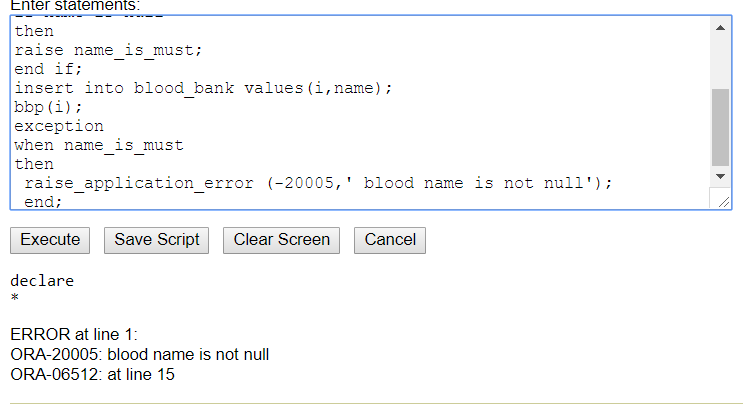 Enter statements:
then
raise name_is_must;
end if;
insert into blood_bank values(i,name);
bbp(i);
exception
when name_is_must
then
raise_application_error (-20005,' blood name is not null');
end;
Execute Save Script Clear Screen Cancel
declare
*
ERROR at line 1:
ORA-20005: blood name is not null
ORA-06512: at line 15